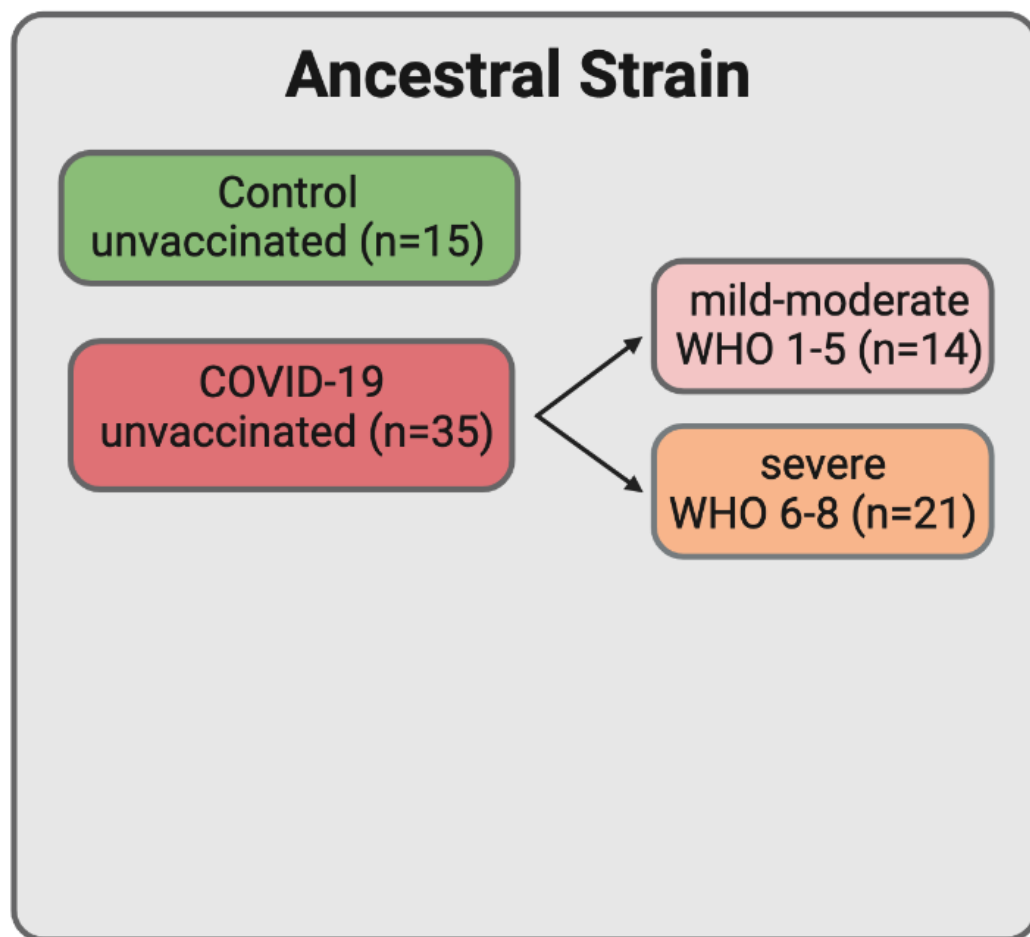 Ancestral Strain
Control
unvaccinated (n=15)
COVID-19
unvaccinated (n=35)
mild-moderate
WHO 1-5 (n=14)
severe
WHO 6-8 (n=21)